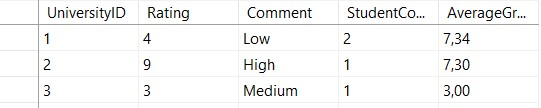 UniversityID Rating Comment StudentCo... AverageGr...
1 4 Low 2 7,34
2 9 High 1 7,30
3 3 Medium 1 3,00